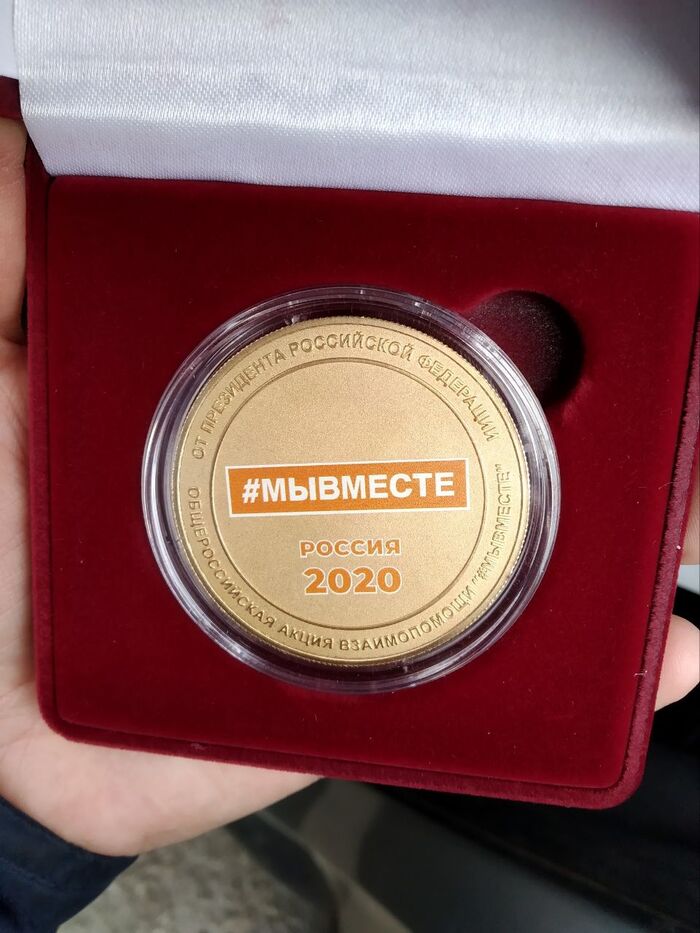 ОТ ПРЕЗИДЕНТА РОССИЙСКОЙ ФЕДЕРАЦИИ
#МЫВМЕСТЕ
РОССИЯ
2020
ОБЩЕРОССИЙСКАЯ АКЦИЯ ВЗАИМОПОМОЩИ "#МЫВМЕСТЕ"